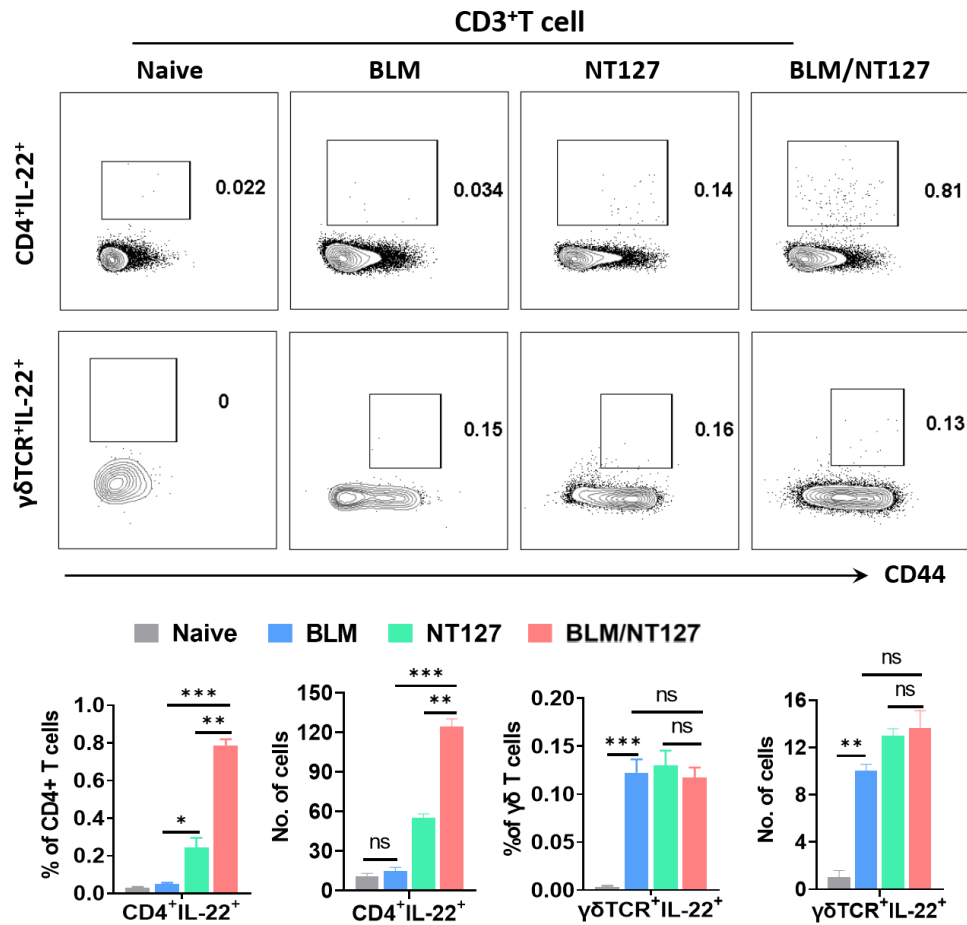 CD3⁺T cell
Naive BLM NT127 BLM/NT127
CD4⁺IL-22⁺
0.022 0.034 0.14 0.81
γδTCR⁺IL-22⁺
0 0.15 0.16 0.13
CD44
Naive BLM NT127 BLM/NT127
% of CD4+ T cells
1.0
0.8
0.6
0.4
0.2
0.0
***
**
*
CD4⁺IL-22⁺
No. of cells
150
120
90
60
30
0
***
**
ns
CD4⁺IL-22⁺
%of γδ T cells
0.20
0.15
0.10
0.05
0.00
ns
***
ns
γδTCR⁺IL-22⁺
No. of cells
16
12
8
4
0
ns
ns
**
γδTCR⁺IL-22⁺